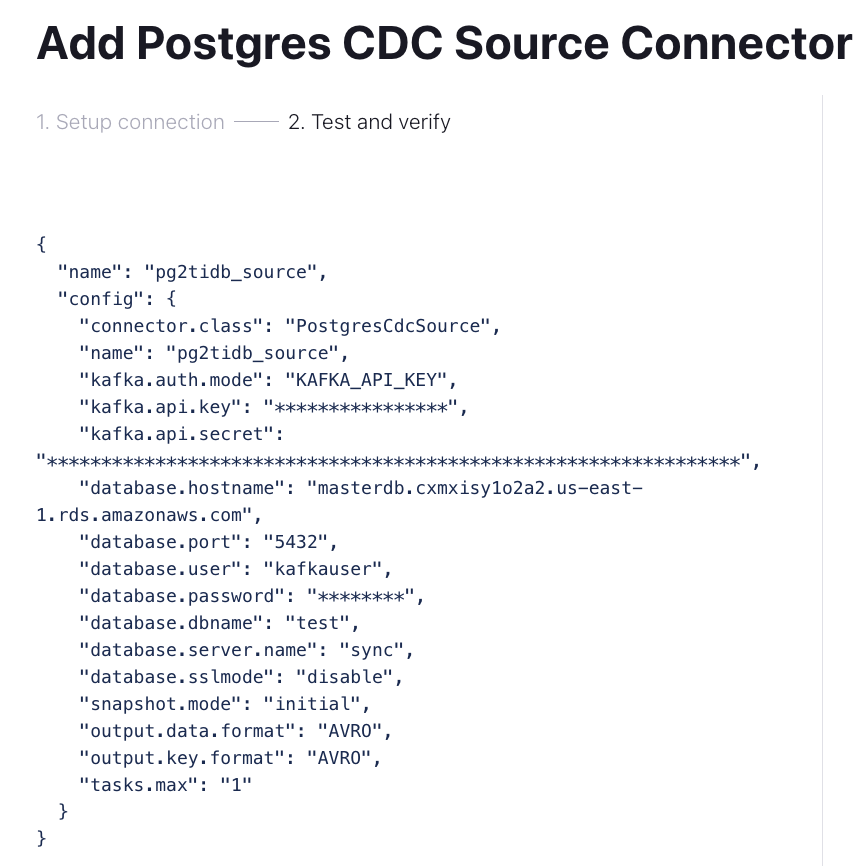 Add Postgres CDC Source Connector
1. Setup connection —— 2. Test and verify
{
  "name": "pg2tidb_source",
  "config": {
    "connector.class": "PostgresCdcSource",
    "name": "pg2tidb_source",
    "kafka.auth.mode": "KAFKA_API_KEY",
    "kafka.api.key": "****************",
    "kafka.api.secret":
"****************************************************************",
    "database.hostname": "masterdb.cxmxisy1o2a2.us-east-
1.rds.amazonaws.com",
    "database.port": "5432",
    "database.user": "kafkauser",
    "database.password": "********",
    "database.dbname": "test",
    "database.server.name": "sync",
    "database.sslmode": "disable",
    "snapshot.mode": "initial",
    "output.data.format": "AVRO",
    "output.key.format": "AVRO",
    "tasks.max": "1"
  }
}